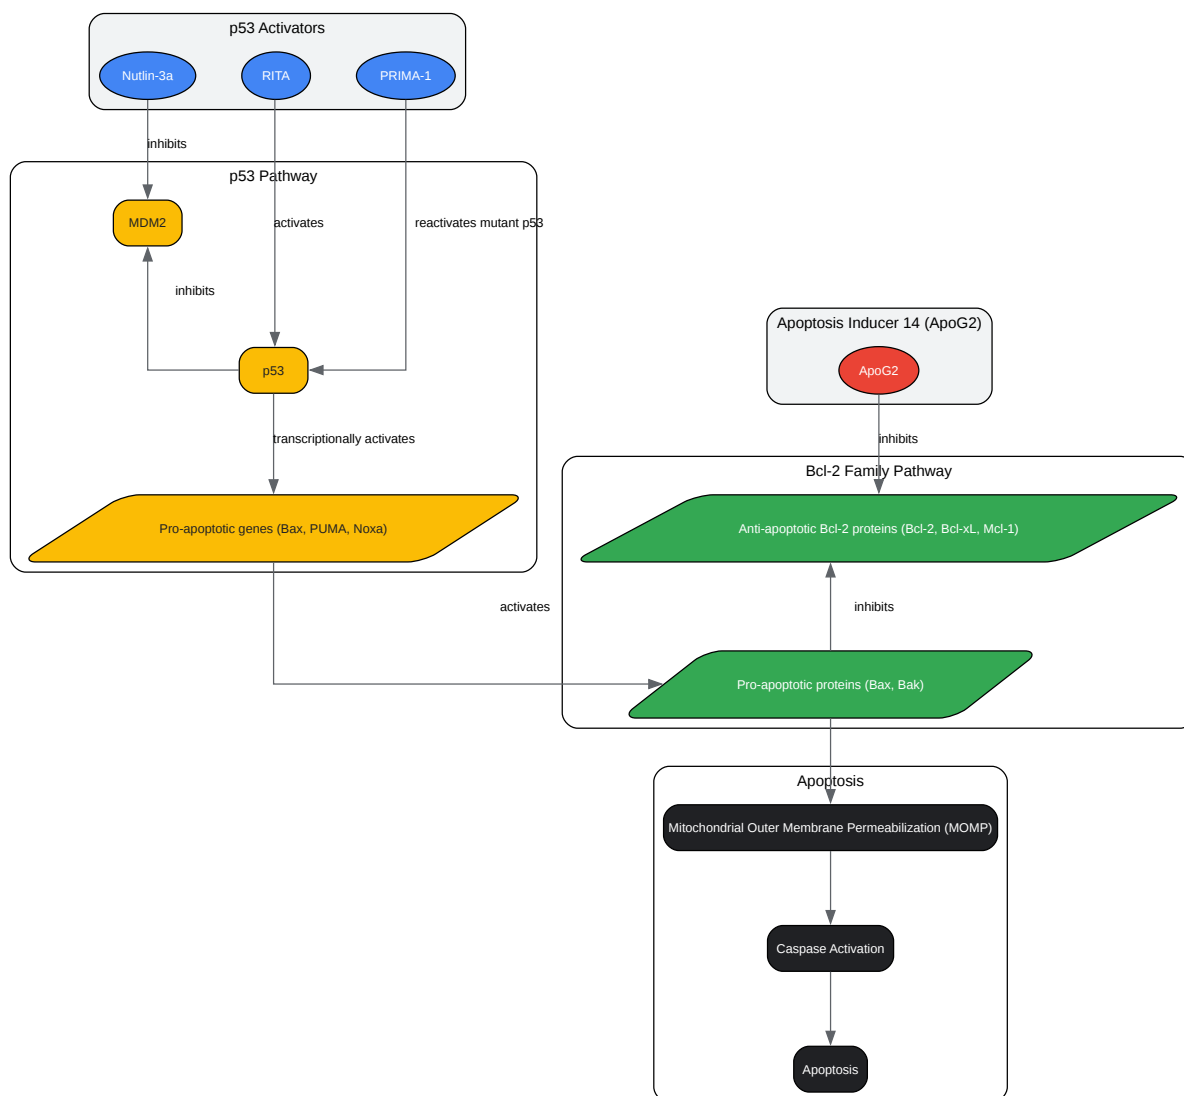 p53 Activators
Nutlin-3a
RITA
PRIMA-1
inhibits
p53 Pathway
MDM2
activates
reactivates mutant p53
inhibits
Apoptosis Inducer 14 (ApoG2)
p53
ApoG2
transcriptionally activates
inhibits
Bcl-2 Family Pathway
Pro-apoptotic genes (Bax, PUMA, Noxa)
Anti-apoptotic Bcl-2 proteins (Bcl-2, Bcl-xL, Mcl-1)
activates
inhibits
Pro-apoptotic proteins (Bax, Bak)
Apoptosis
Mitochondrial Outer Membrane Permeabilization (MOMP)
Caspase Activation
Apoptosis